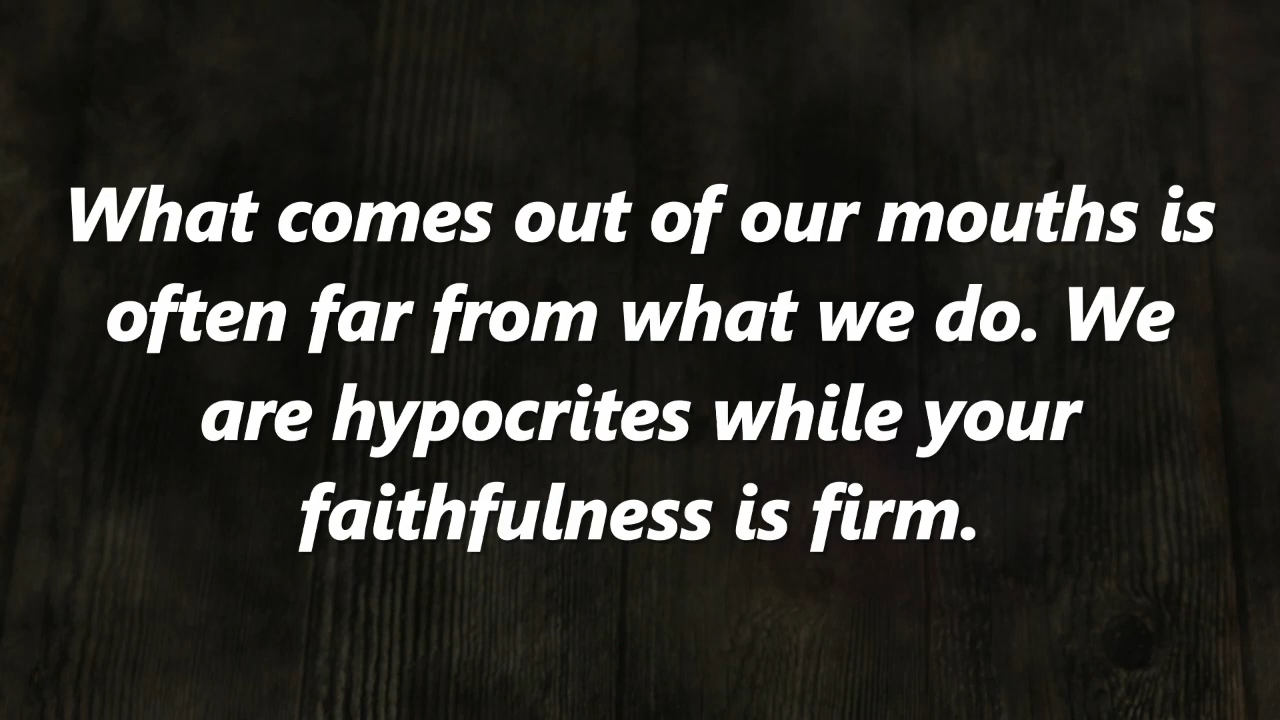 What comes out of our mouths is
often far from what we do. We
are hypocrites while your
faithfulness is firm.